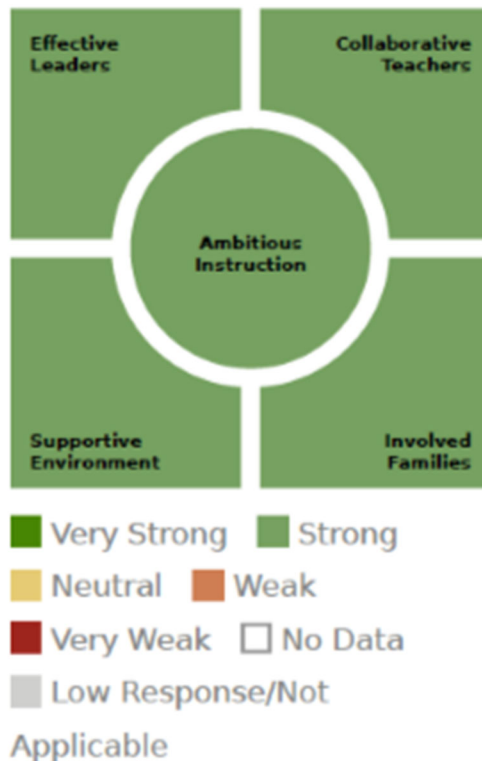 Effective
Leaders
Collaborative
Teachers
Ambitious
Instruction
Supportive
Environment
Involved
Families
Very Strong
Strong
Neutral
Weak
Very Weak
No Data
Low Response/Not
Applicable